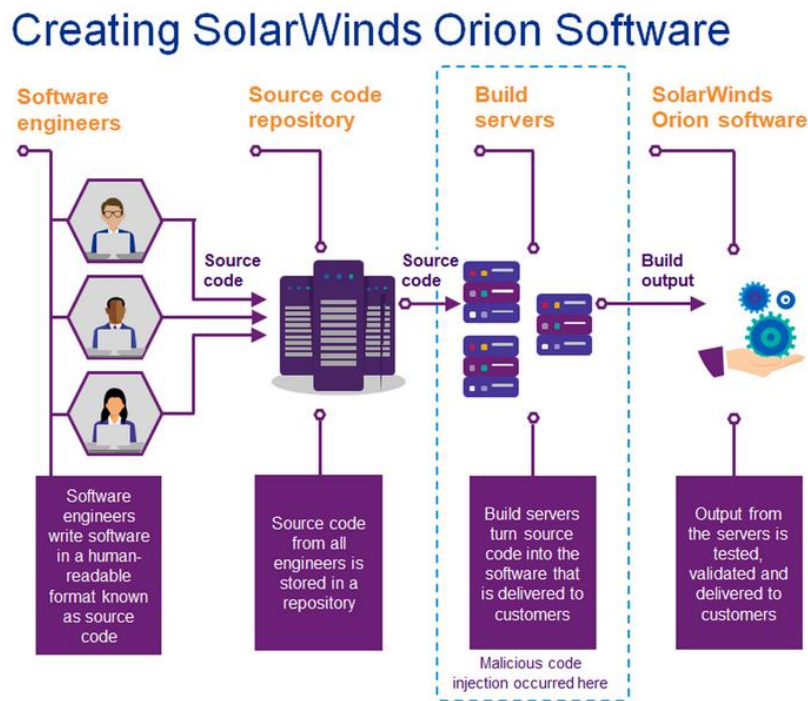 Creating SolarWinds Orion Software
Software
engineers
Source code
repository
Build
servers
SolarWinds
Orion software
Source
code
Source
code
Build
output
Software
engineers
write software
in a human-
readable
format known
as source
code
Source code
from all
engineers is
stored in a
repository
Build servers
turn source
code into the
software that
is delivered to
customers
Output from
the servers is
tested,
validated and
delivered to
customers
Malicious code
injection occurred here